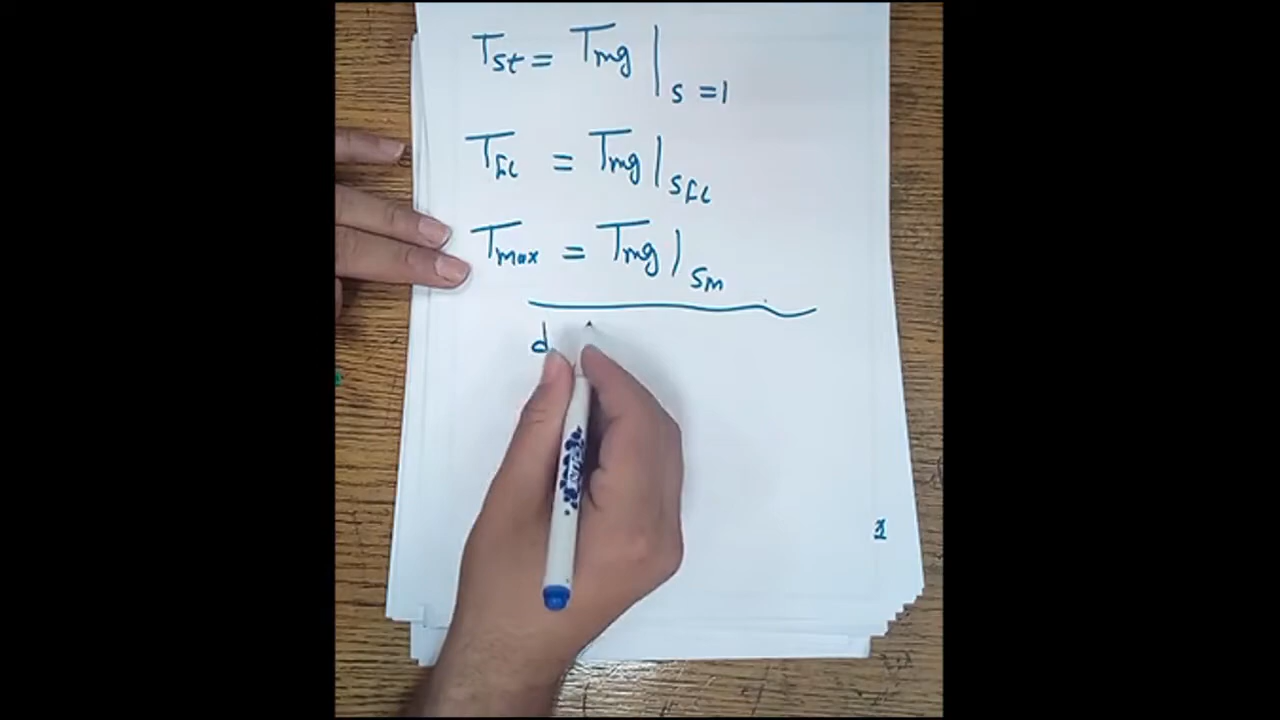 Tst = Tmg | s = 1
TFL = Tmg | SFL
Tmax = Tmg | Sm
d